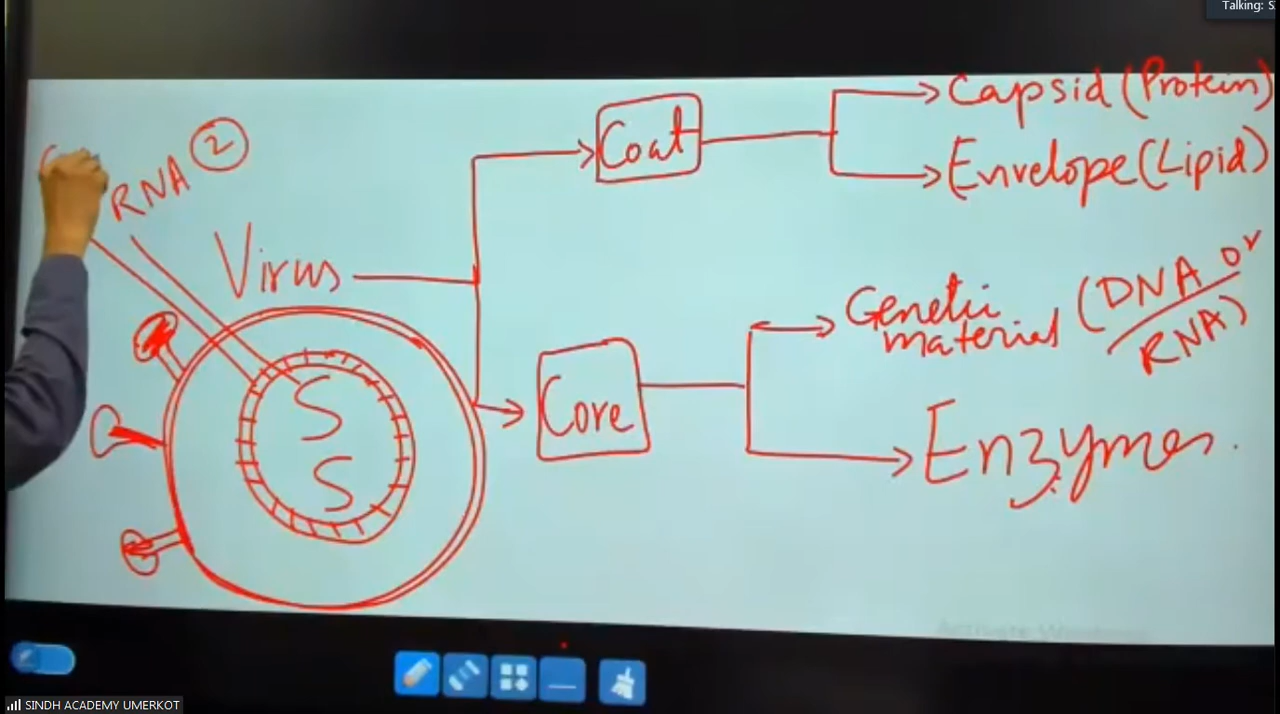 Talking: S
Capsid (Protein)
Coat
Envelope (Lipid)
RNA 2
Virus
Genetic material (DNA or RNA)
Core
Enzymes.
S
S
SINDH ACADEMY UMERKOT